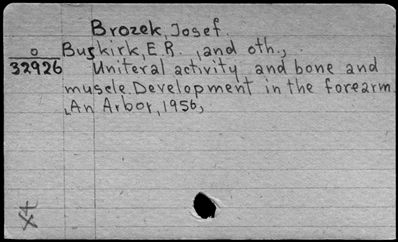 Brozek, Josef.
o Buskirk, E.R. , and oth.,
32926 Uniteral activity and bone and
muscle. Development in the forearm.
An Arbor, 1956,